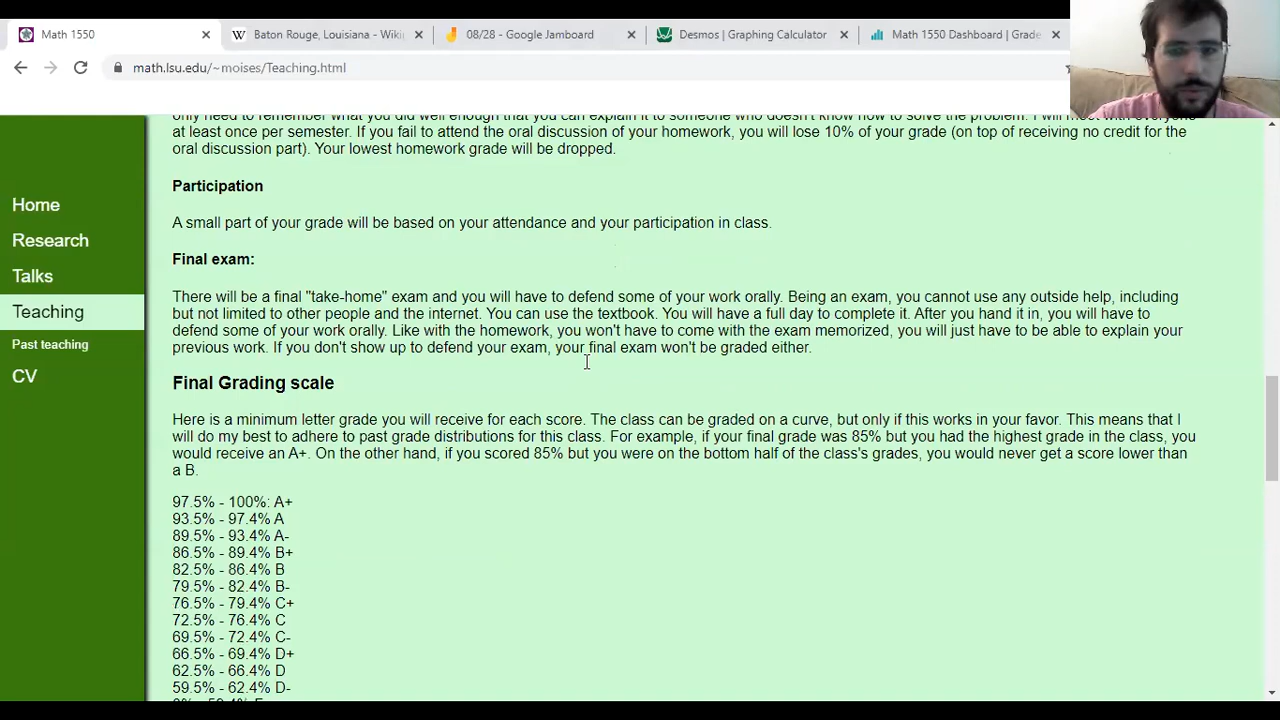 Math 1550
Baton Rouge, Louisiana - Wiki
08/28 - Google Jamboard
Desmos | Graphing Calculator
Math 1550 Dashboard | Grade
math.lsu.edu/~moises/Teaching.html
Home
Research
Talks
Teaching
Past teaching
CV
at least once per semester. If you fail to attend the oral discussion of your homework, you will lose 10% of your grade (on top of receiving no credit for the
oral discussion part). Your lowest homework grade will be dropped.
Participation
A small part of your grade will be based on your attendance and your participation in class.
Final exam:
There will be a final "take-home" exam and you will have to defend some of your work orally. Being an exam, you cannot use any outside help, including
but not limited to other people and the internet. You can use the textbook. You will have a full day to complete it. After you hand it in, you will have to
defend some of your work orally. Like with the homework, you won't have to come with the exam memorized, you will just have to be able to explain your
previous work. If you don't show up to defend your exam, your final exam won't be graded either.
Final Grading scale
Here is a minimum letter grade you will receive for each score. The class can be graded on a curve, but only if this works in your favor. This means that I
will do my best to adhere to past grade distributions for this class. For example, if your final grade was 85% but you had the highest grade in the class, you
would receive an A+. On the other hand, if you scored 85% but you were on the bottom half of the class's grades, you would never get a score lower than
a B.
97.5% - 100%: A+
93.5% - 97.4% A
89.5% - 93.4% A-
86.5% - 89.4% B+
82.5% - 86.4% B
79.5% - 82.4% B-
76.5% - 79.4% C+
72.5% - 76.4% C
69.5% - 72.4% C-
66.5% - 69.4% D+
62.5% - 66.4% D
59.5% - 62.4% D-